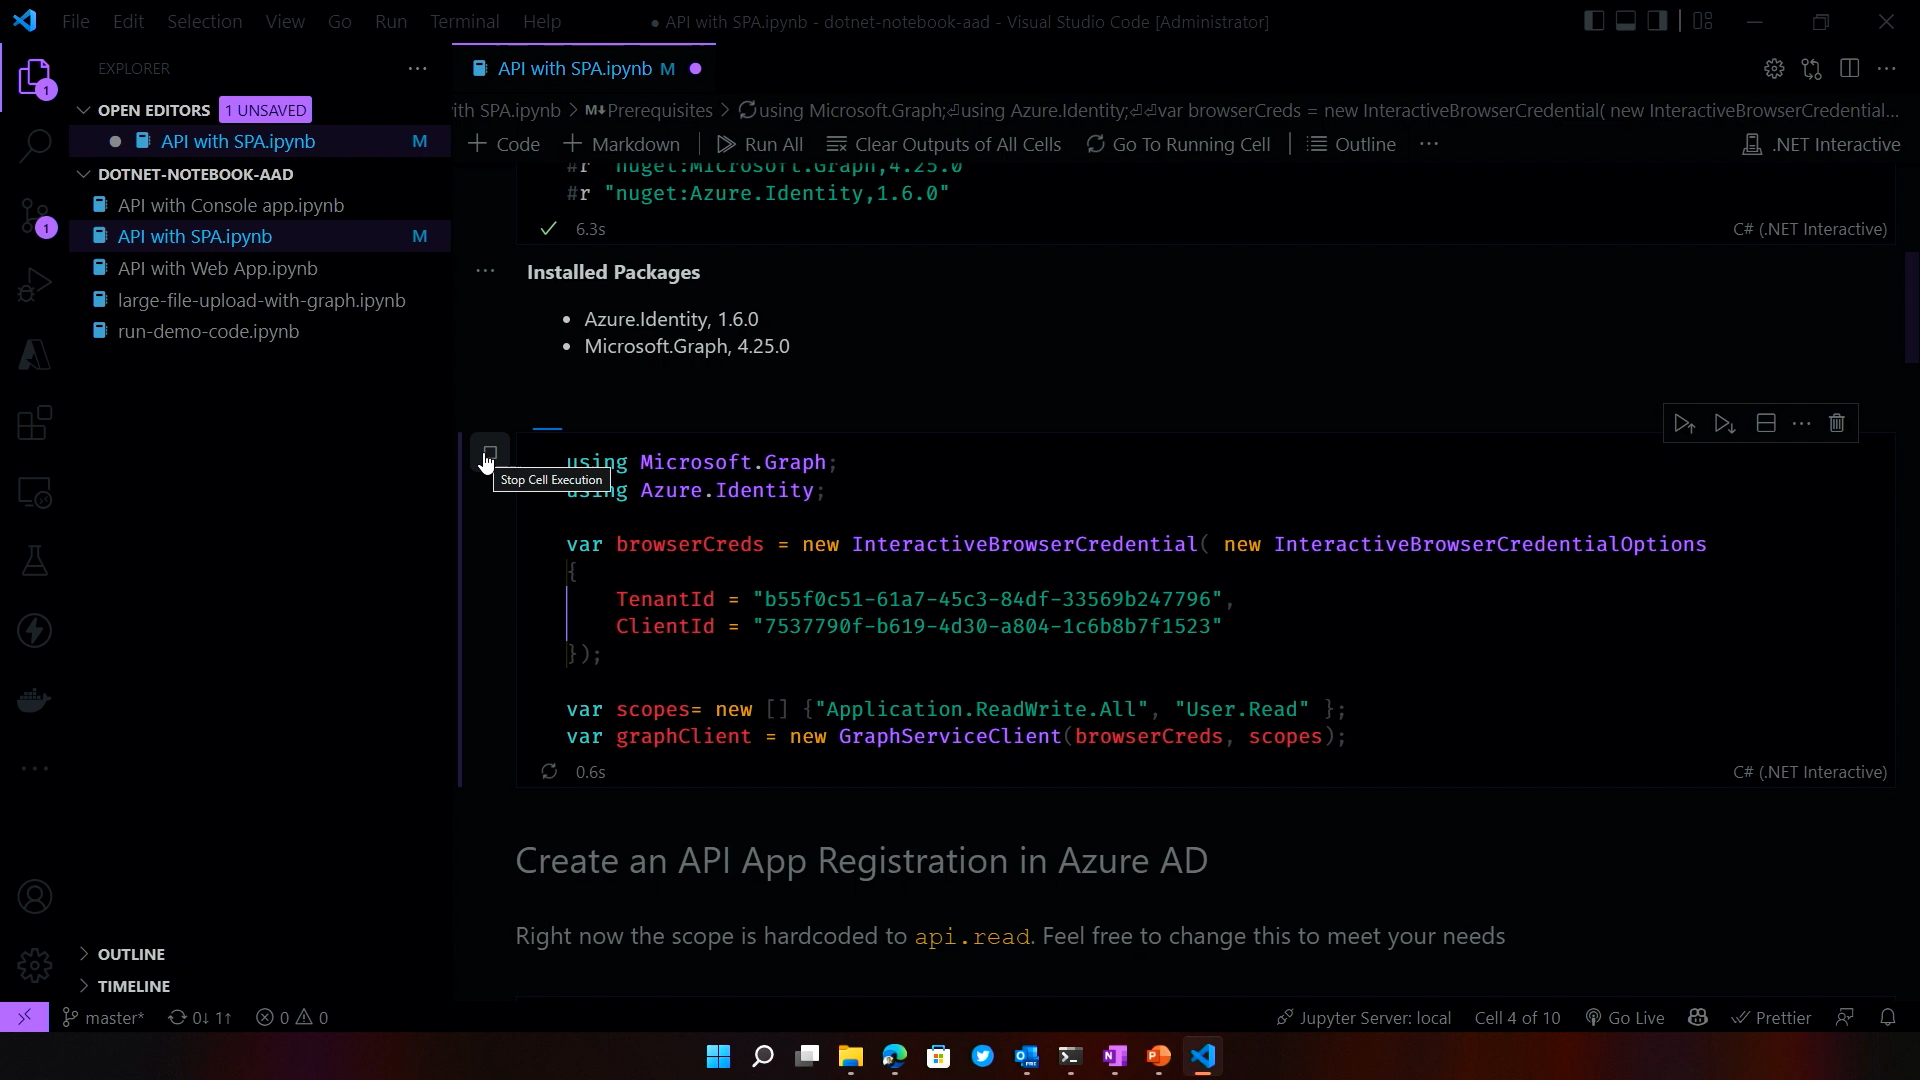 File Edit Selection View Go Run Terminal Help
● API with SPA.ipynb - dotnet-notebook-aad - Visual Studio Code [Administrator]
EXPLORER
API with SPA.ipynb M
1
OPEN EDITORS 1 UNSAVED
ith SPA.ipynb > M↓Prerequisites > using Microsoft.Graph;⏎using Azure.Identity;⏎⏎var browserCreds = new InteractiveBrowserCredential( new InteractiveBrowserCredential...
API with SPA.ipynb M
+ Code + Markdown Run All Clear Outputs of All Cells Go To Running Cell Outline ... .NET Interactive
DOTNET-NOTEBOOK-AAD
API with Console app.ipynb
1
API with SPA.ipynb M
API with Web App.ipynb
large-file-upload-with-graph.ipynb
run-demo-code.ipynb
#r "nuget:Microsoft.Graph,4.25.0
#r "nuget:Azure.Identity,1.6.0"
6.3s C# (.NET Interactive)
Installed Packages
• Azure.Identity, 1.6.0
• Microsoft.Graph, 4.25.0
using Microsoft.Graph;
Stop Cell Execution
using Azure.Identity;
var browserCreds = new InteractiveBrowserCredential( new InteractiveBrowserCredentialOptions
{
TenantId = "b55f0c51-61a7-45c3-84df-33569b247796",
ClientId = "7537790f-b619-4d30-a804-1c6b8b7f1523"
});
var scopes= new [] {"Application.ReadWrite.All", "User.Read" };
var graphClient = new GraphServiceClient(browserCreds, scopes);
0.6s C# (.NET Interactive)
Create an API App Registration in Azure AD
Right now the scope is hardcoded to api.read. Feel free to change this to meet your needs
OUTLINE
TIMELINE
master* 0↓ 1↑ 0 0 Jupyter Server: local Cell 4 of 10 Go Live Prettier